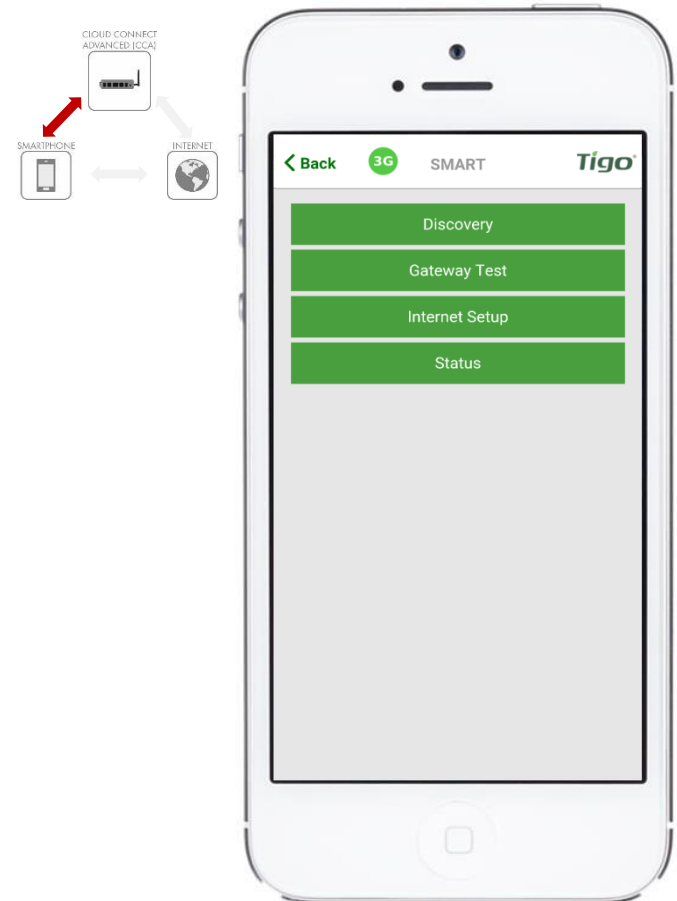 CLOUD CONNECT
ADVANCED (CCA)
SMARTPHONE
INTERNET
Back
3G
SMART
Tigo
Discovery
Gateway Test
Internet Setup
Status